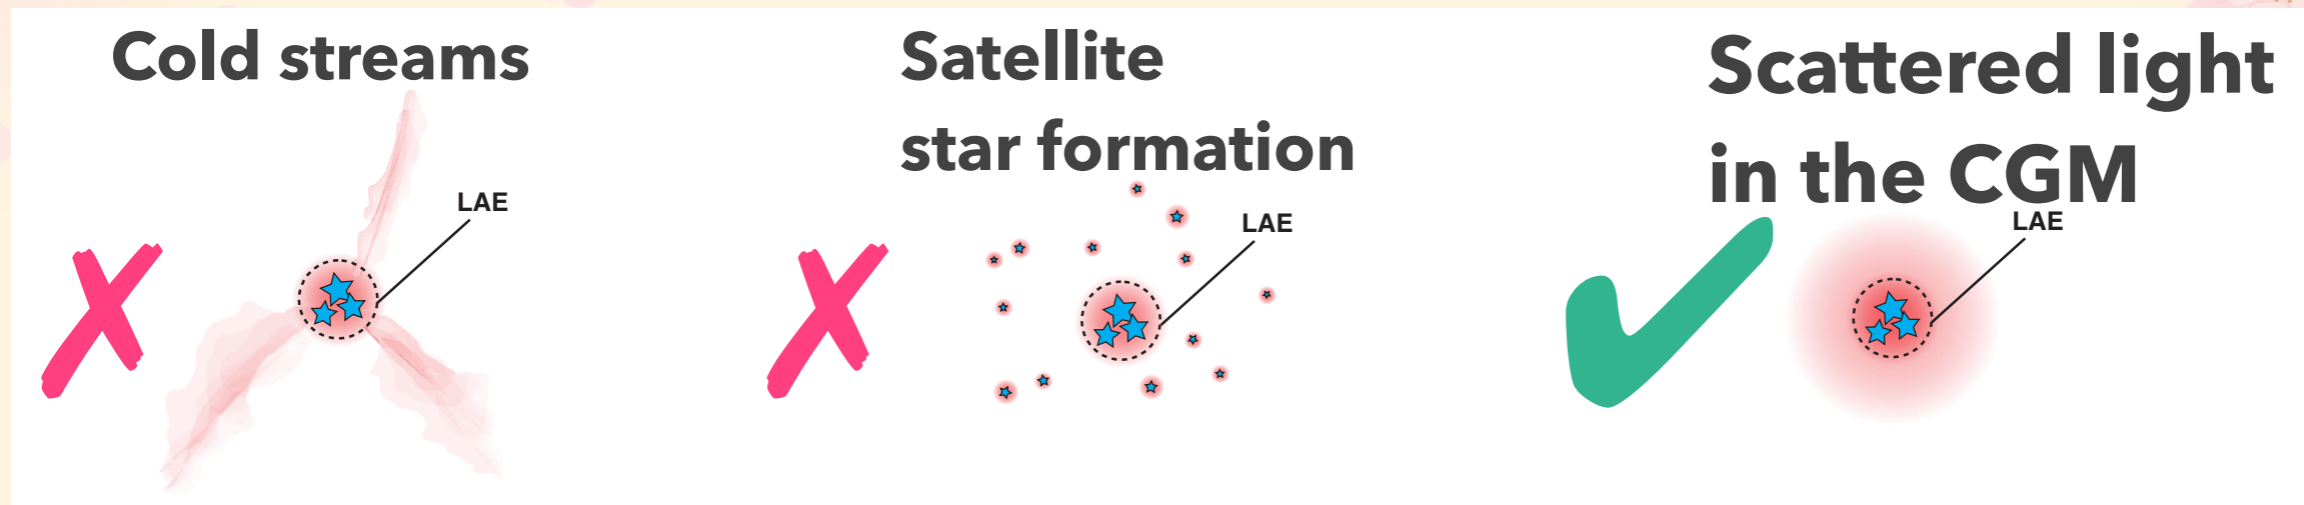 Cold streams
LAE
Satellite
star formation
LAE
Scattered light
in the CGM
LAE